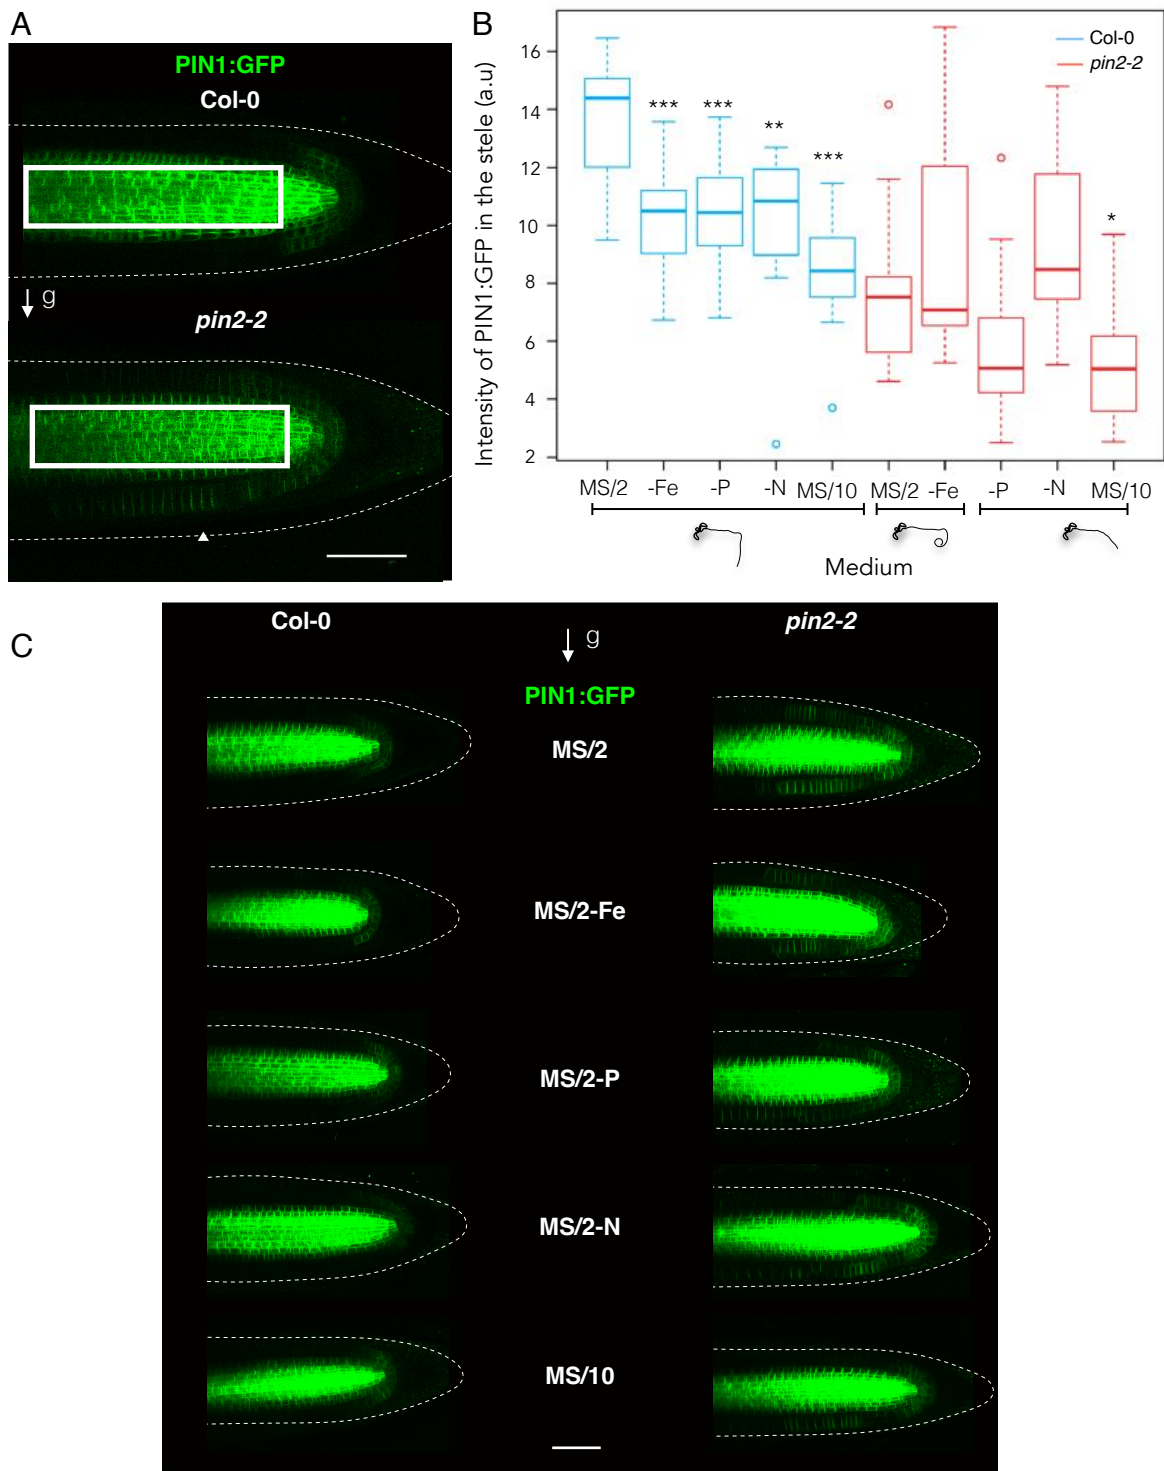 A
PIN1:GFP
Col-0
g
pin2-2
B
Intensity of PIN1:GFP in the stele (a.u)
16
14
12
10
8
6
4
2
Col-0
pin2-2
*** *** ** *** *
MS/2 -Fe -P -N MS/10 MS/2 -Fe -P -N MS/10
Medium
C
Col-0 g pin2-2
PIN1:GFP
MS/2
MS/2-Fe
MS/2-P
MS/2-N
MS/10